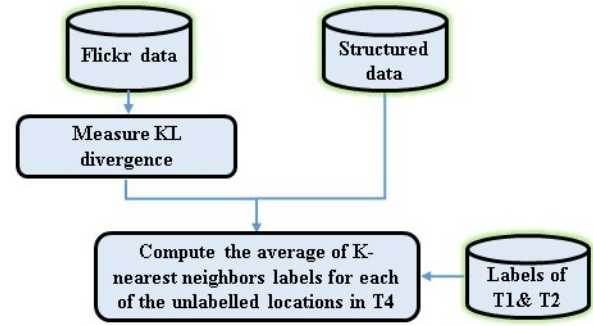 Flickr data
Structured
data
Measure KL
divergence
Compute the average of K-
nearest neighbors labels for each
of the unlabelled locations in T4
Labels of
T1& T2